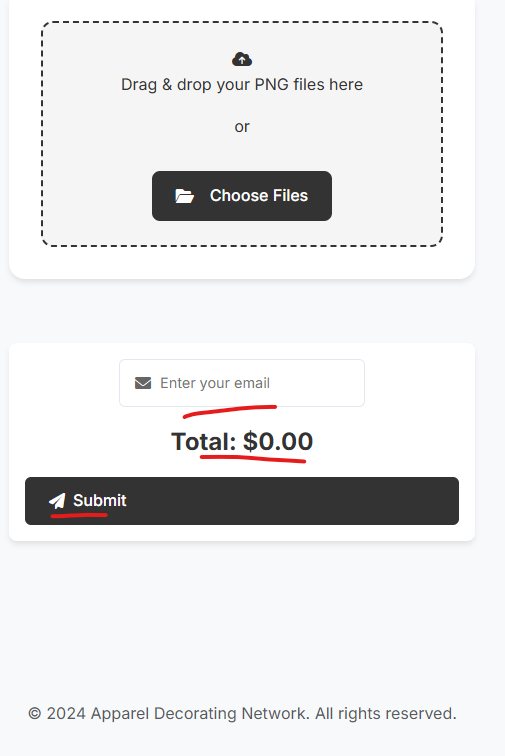 Drag & drop your PNG files here
or
Choose Files
Enter your email
Total: $0.00
Submit
© 2024 Apparel Decorating Network. All rights reserved.